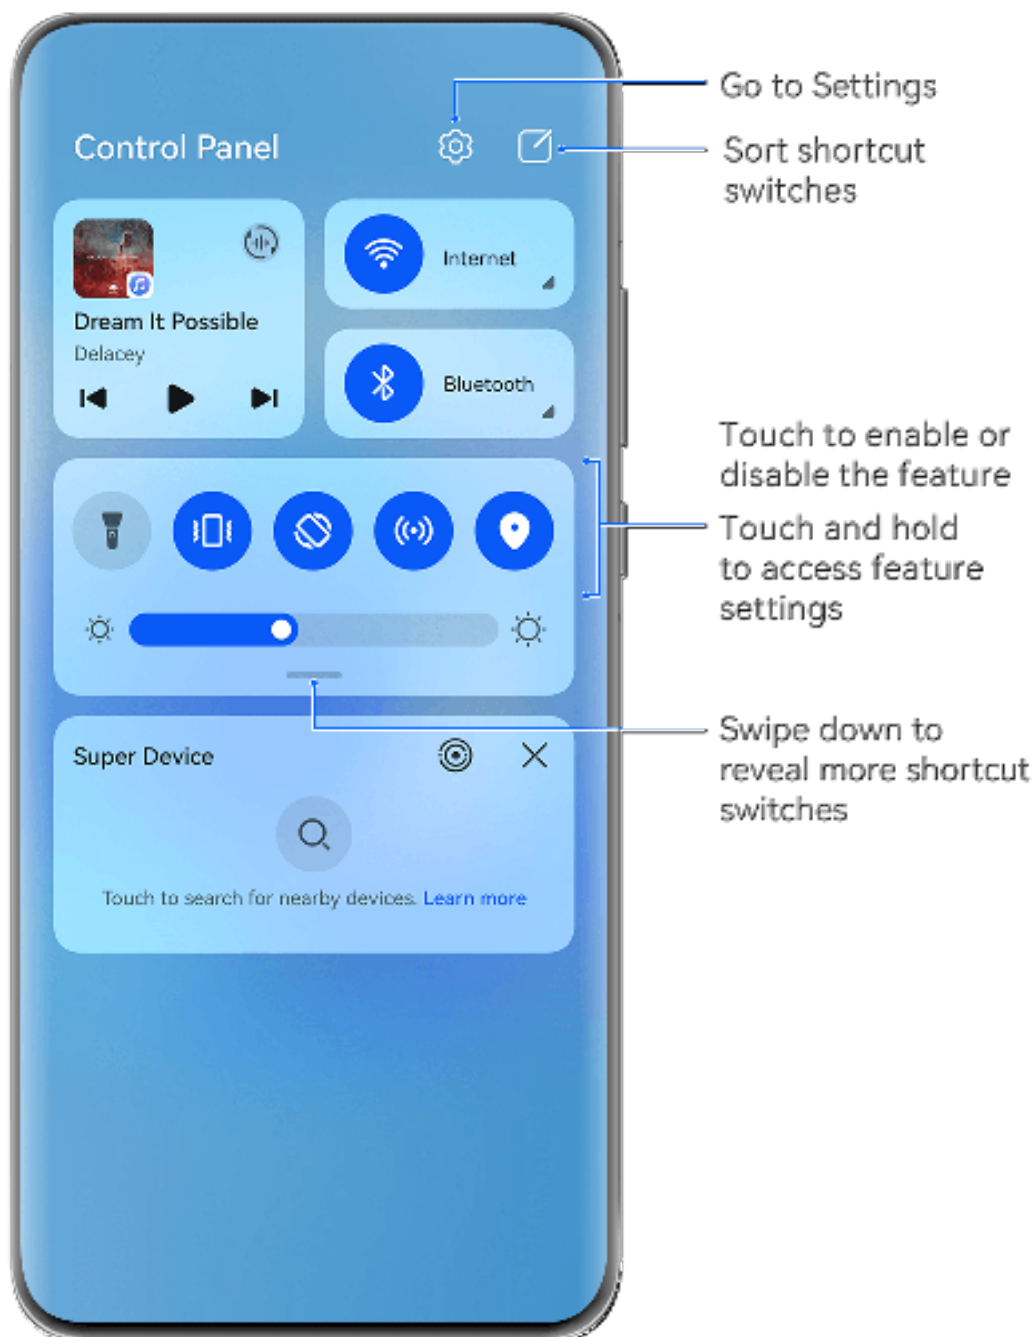 Go to Settings
Control Panel
Sort shortcut
switches
Internet
Dream It Possible
Delacey
Bluetooth
Touch to enable or
disable the feature
Touch and hold
to access feature
settings
Swipe down to
reveal more shortcut
switches
Super Device
Touch to search for nearby devices. Learn more